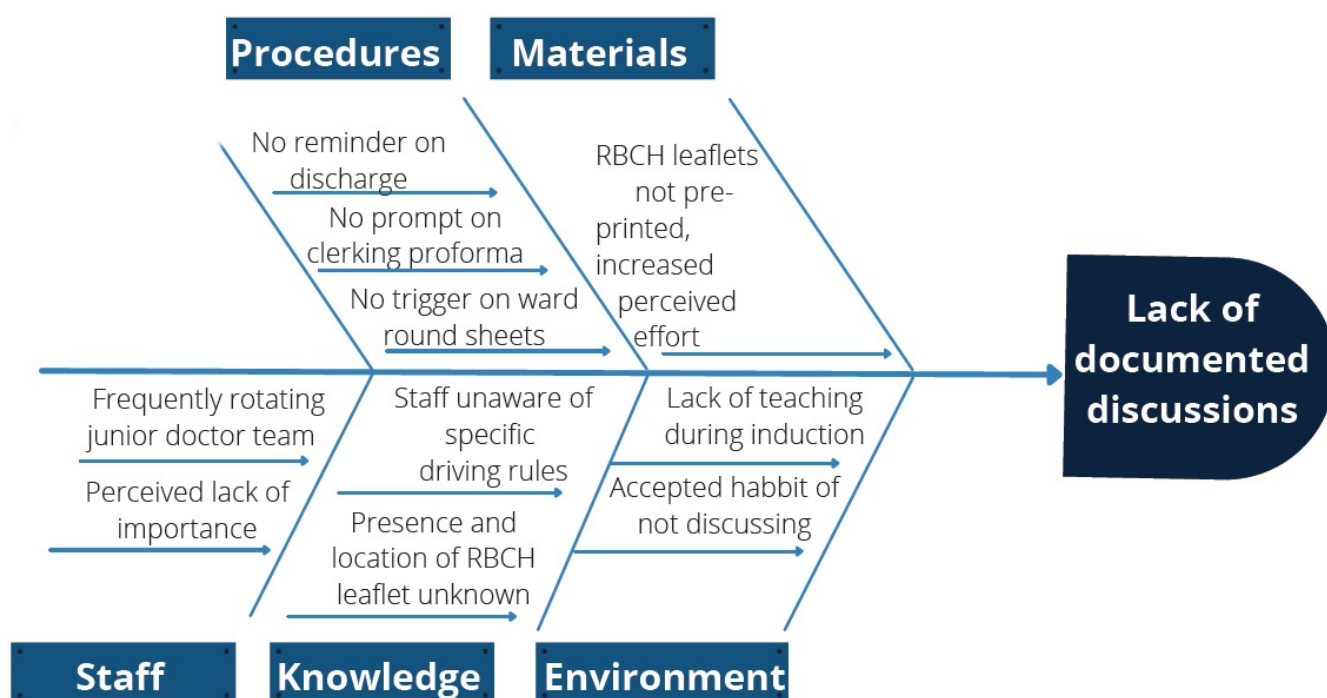 Procedures
Materials
No reminder on
discharge
No prompt on
clerking proforma
No trigger on ward
round sheets
RBCH leaflets
not pre-
printed,
increased
perceived
effort
Lack of
documented
discussions
Frequently rotating
junior doctor team
Perceived lack of
importance
Staff unaware of
specific
driving rules
Presence and
location of RBCH
leaflet unknown
Lack of teaching
during induction
Accepted habbit of
not discussing
Staff
Knowledge
Environment